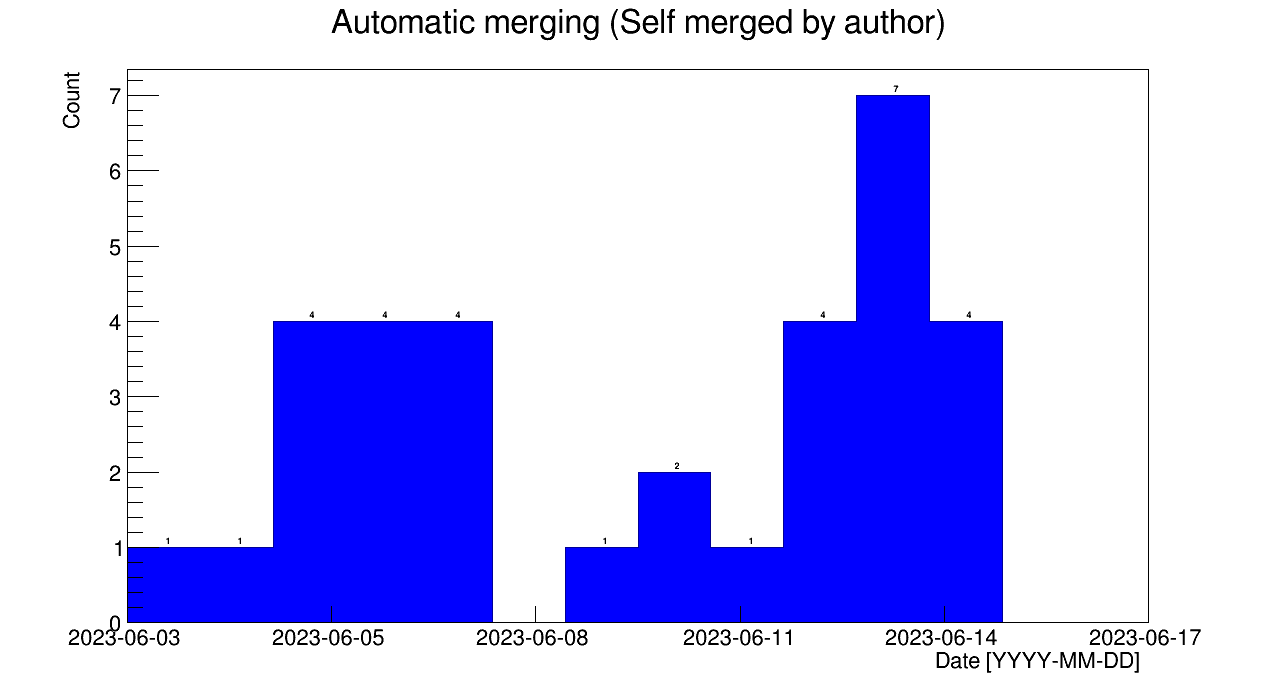 Automatic merging (Self merged by author)
Count
7
6
5
4
3
2
1
0
1 1 4 4 4 1 2 1 4 7 4
2023-06-03 2023-06-05 2023-06-08 2023-06-11 2023-06-14 2023-06-17
Date [YYYY-MM-DD]